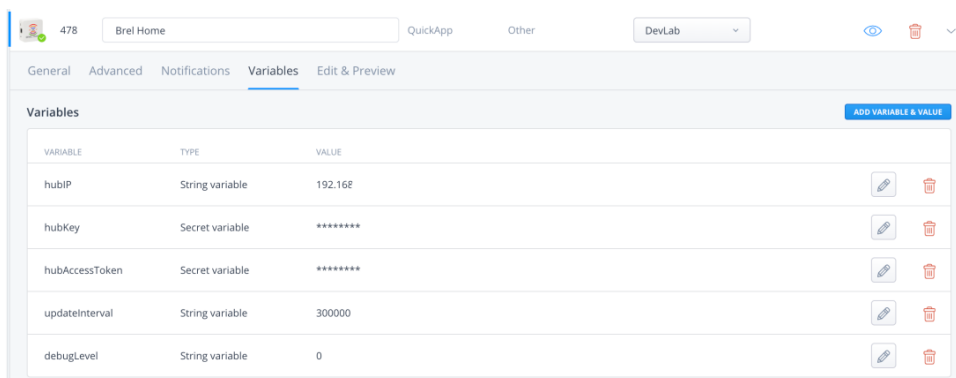 478 Brel Home QuickApp Other DevLab
General Advanced Notifications Variables Edit & Preview
Variables ADD VARIABLE & VALUE
VARIABLE TYPE VALUE
hubIP String variable 192.168
hubKey Secret variable ********
hubAccessToken Secret variable ********
updateInterval String variable 300000
debugLevel String variable 0